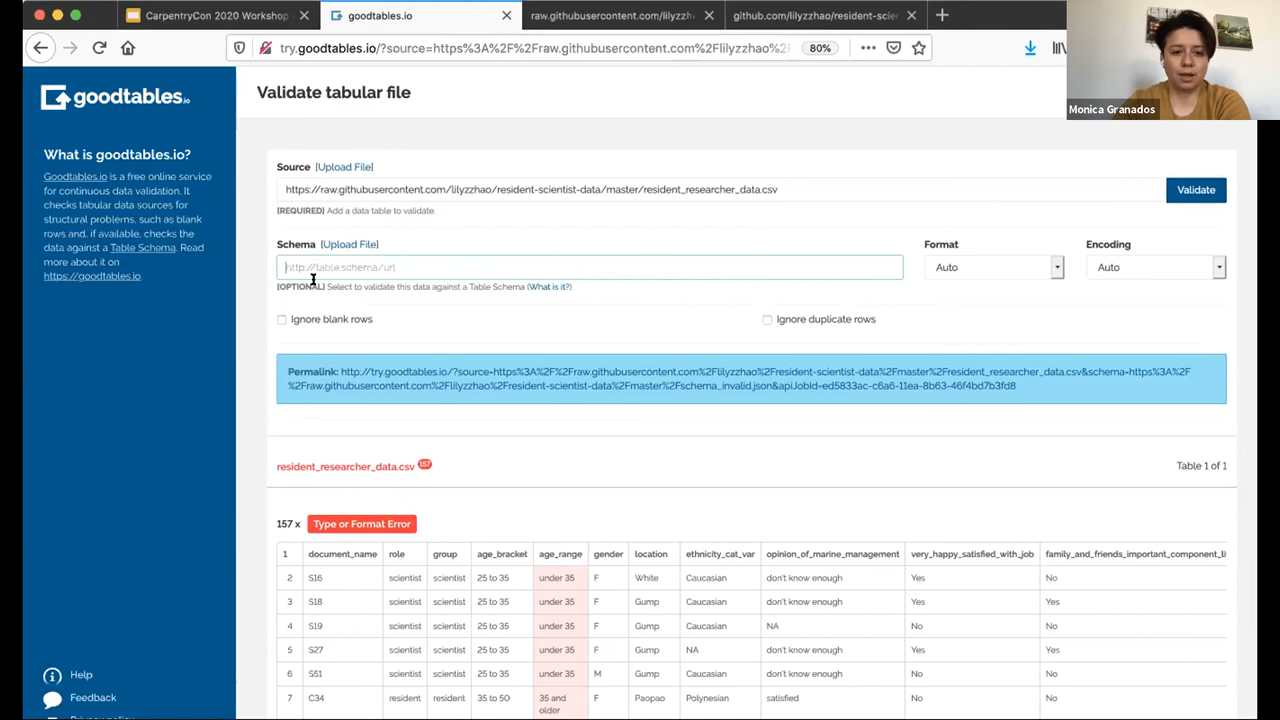 CarpentryCon 2020 Workshop
goodtables.io
raw.githubusercontent.com/lilyzzh
github.com/lilyzzhao/resident-scie
try.goodtables.io/?source=https%3A%2F%2Fraw.githubusercontent.com%2Flilyzzhao%2
80%
Monica Granados
goodtables.io
Validate tabular file
What is goodtables.io?
Goodtables.io is a free online
service for continuous data validation. It
checks tabular data sources for
structural problems, such as blank
rows and, if available, checks the
data against a Table Schema. Read
more about it on
https://goodtables.io.
Source [Upload File]
https://raw.githubusercontent.com/lilyzzhao/resident-scientist-data/master/resident_researcher_data.csv
Validate
[REQUIRED] Add a data table to validate.
Schema [Upload File]
Format
Encoding
http://table.schema/url
Auto
Auto
[OPTIONAL] Select to validate this data against a Table Schema (What is it?)
Ignore blank rows
Ignore duplicate rows
Permalink: http://try.goodtables.io/?source=https%3A%2F%2Fraw.githubusercontent.com%2Flilyzzhao%2Fresident-scientist-data%2Fmaster%2Fresident_researcher_data.csv&schema=https%3A%2F
%2Fraw.githubusercontent.com%2Flilyzzhao%2Fresident-scientist-data%2Fmaster%2Fschema_invalid.json&apiJobId=ed5833ac-c6a6-11ea-8b63-46f4bd7b3fd8
resident_researcher_data.csv 157
Table 1 of 1
157 x Type or Format Error
1 document_name role group age_bracket age_range gender location ethnicity_cat_var opinion_of_marine_management very_happy_satisfied_with_job family_and_friends_important_component_li
2 S16 scientist scientist 25 to 35 under 35 F White Caucasian don't know enough Yes No
3 S18 scientist scientist 25 to 35 under 35 F Gump Caucasian don't know enough Yes Yes
4 S19 scientist scientist 25 to 35 under 35 F Gump Caucasian NA No No
5 S27 scientist scientist 25 to 35 under 35 F Gump NA don't know enough Yes Yes
6 S51 scientist scientist 25 to 35 under 35 M Gump Caucasian don't know enough No No
7 C34 resident resident 35 to 50 35 and older F Paopao Polynesian satisfied No No
Help
Feedback
Privacy policy